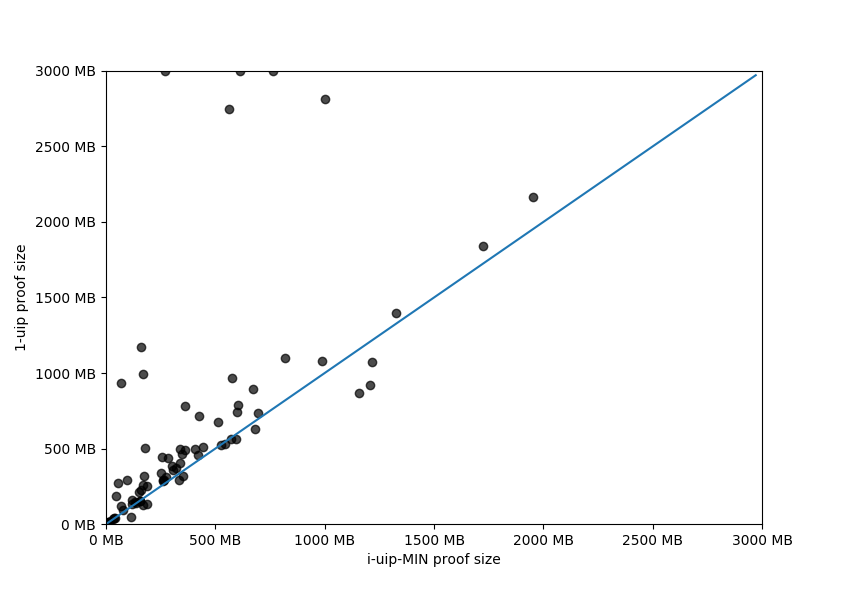 3000 MB
2500 MB
2000 MB
1500 MB
1000 MB
500 MB
0 MB
1-uip proof size
0 MB 500 MB 1000 MB 1500 MB 2000 MB 2500 MB 3000 MB
i-uip-MIN proof size